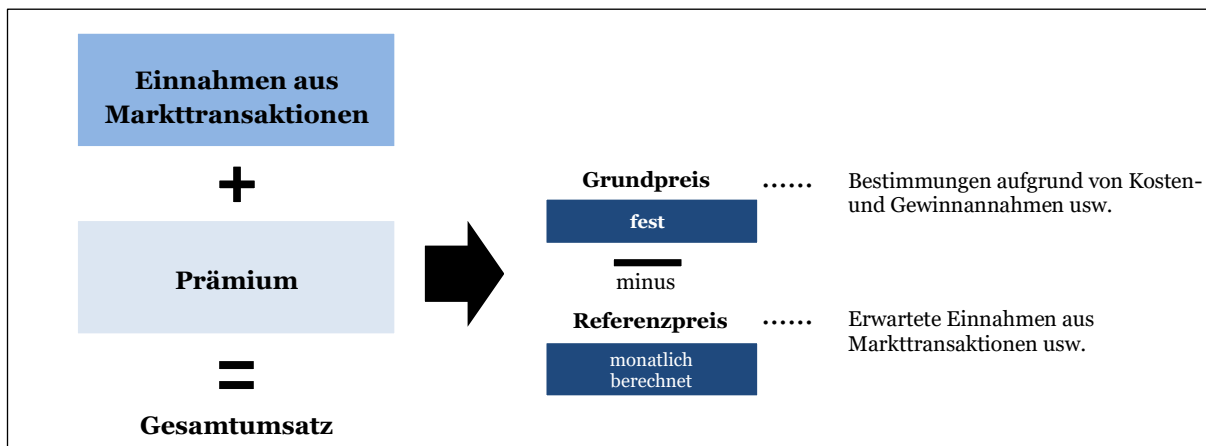 Einnahmen aus
Markttransaktionen
+
Prämium
=
Gesamtumsatz
Grundpreis ...... Bestimmungen aufgrund von Kosten-
und Gewinnannahmen usw.
fest
minus
Referenzpreis ...... Erwartete Einnahmen aus
Markttransaktionen usw.
monatlich
berechnet